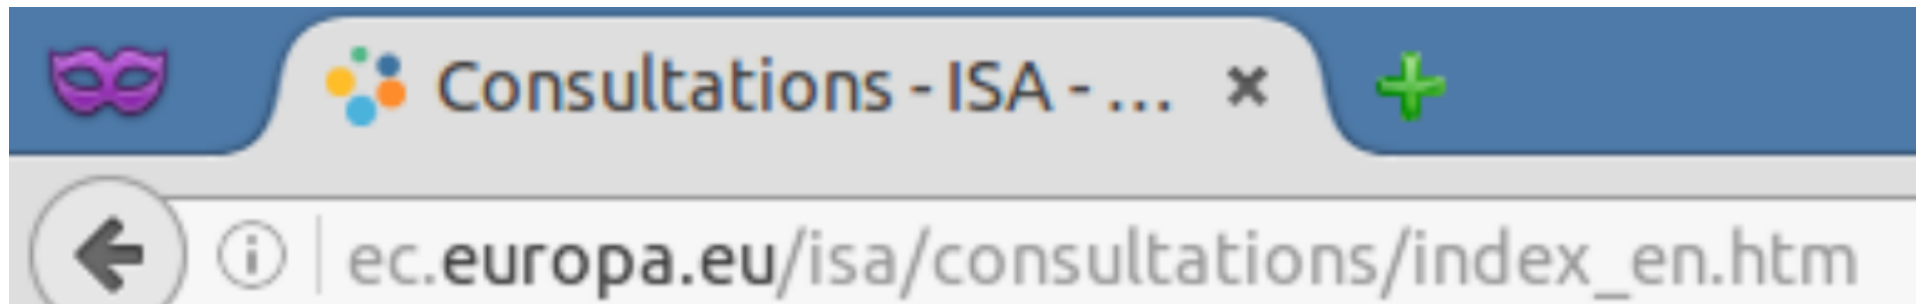 Consultations - ISA - ...
ec.europa.eu/isa/consultations/index_en.htm